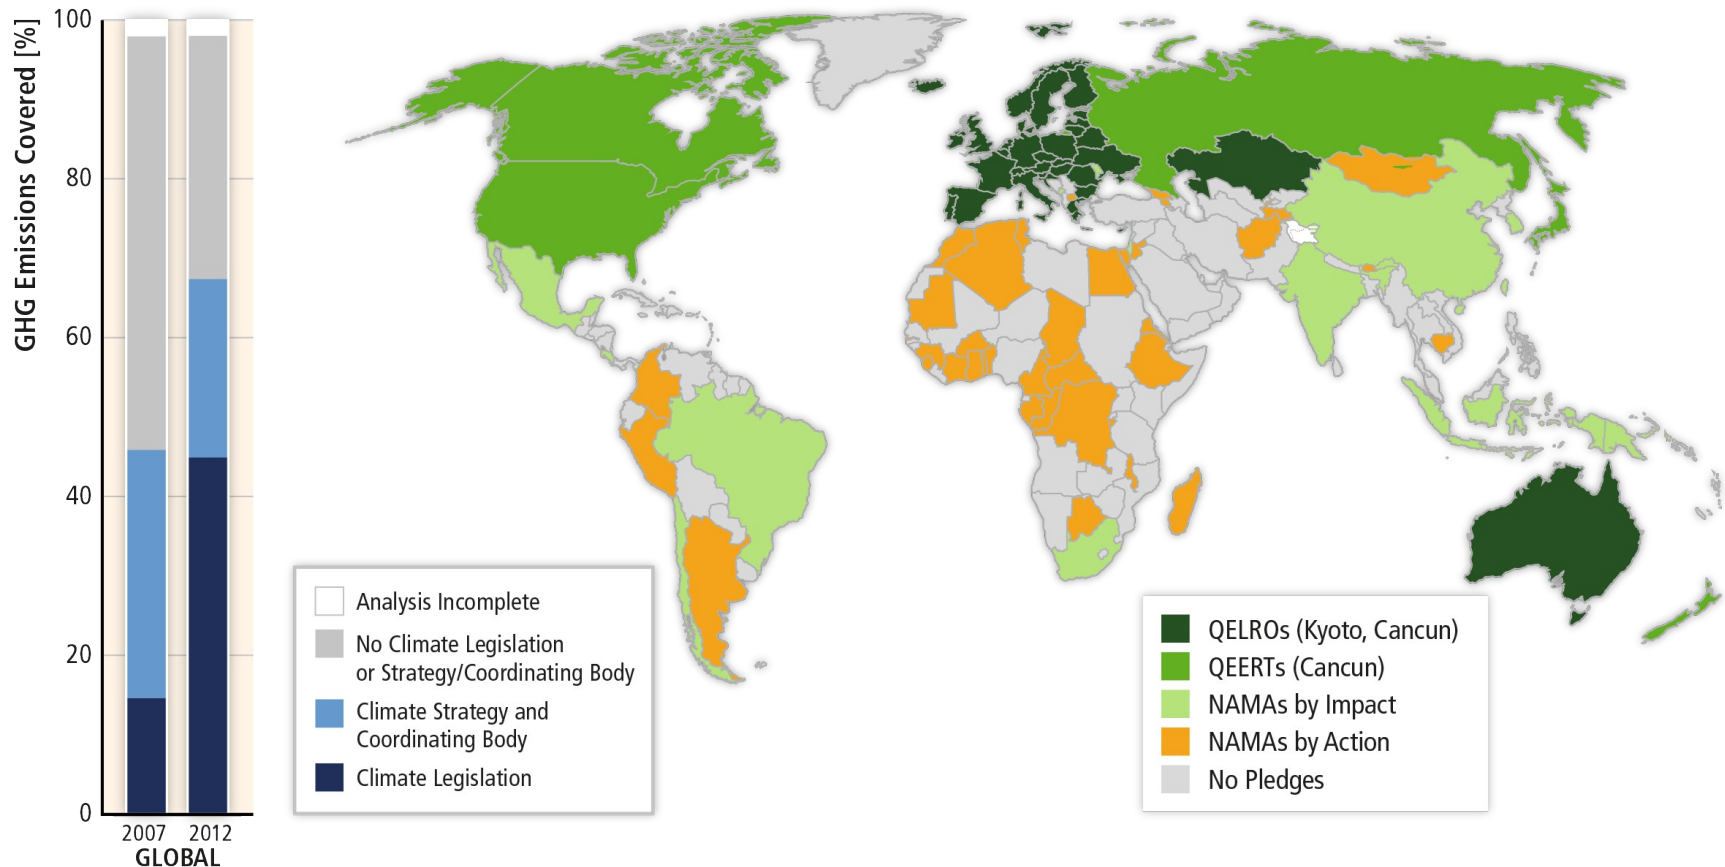 GHG Emissions Covered [%]
100
80
60
40
20
0
2007 2012
GLOBAL
Analysis Incomplete
No Climate Legislation
or Strategy/Coordinating Body
Climate Strategy and
Coordinating Body
Climate Legislation
QELROs (Kyoto, Cancun)
QEERTs (Cancun)
NAMAs by Impact
NAMAs by Action
No Pledges